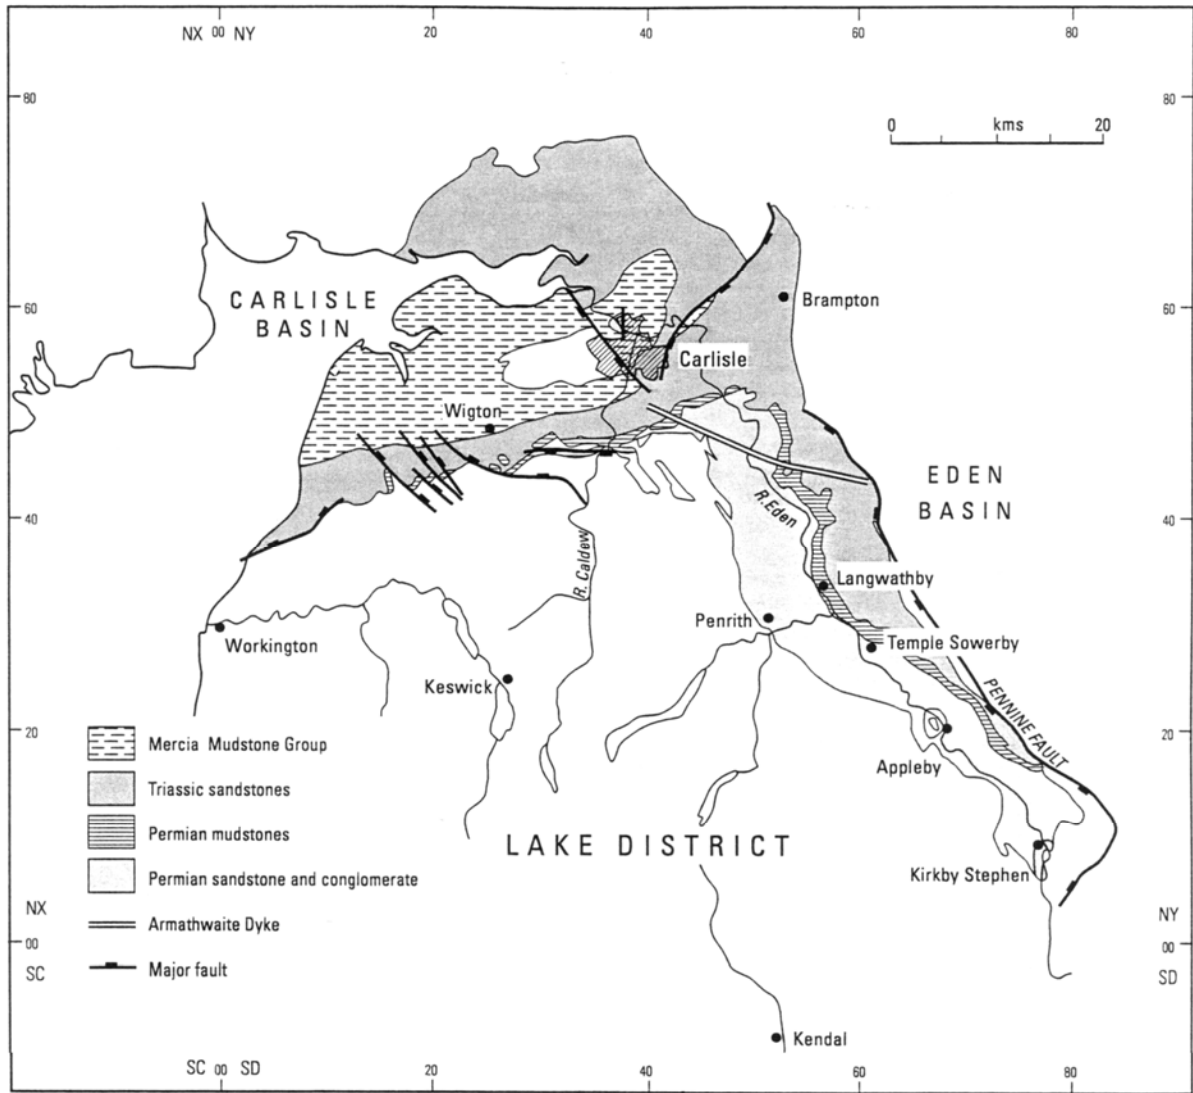 NX 00 NY
20
40
60
80
80
80
0 kms 20
60
60
CARLISLE
BASIN
Brampton
Carlisle
Wigton
EDEN
BASIN
40
40
R. Eden
R. Caldew
Langwathby
Penrith
Workington
Temple Sowerby
Keswick
PENNINE FAULT
20
20
Appleby
Mercia Mudstone Group
Triassic sandstones
Permian mudstones
LAKE DISTRICT
Permian sandstone and conglomerate
Kirkby Stephen
NX
00
SC
NY
00
SD
Armathwaite Dyke
Major fault
Kendal
SC 00 SD
20
40
60
80